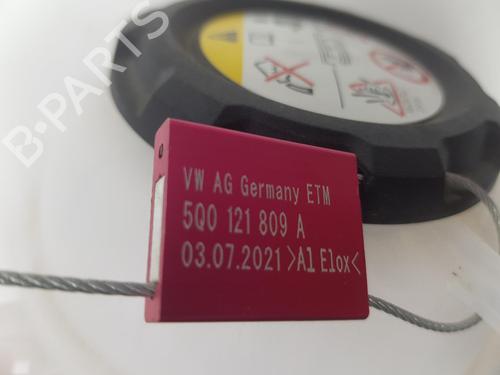 B-PARTS
VW AG Germany ETM
5Q0 121 809 A
03.07.2021 >Al Elox<